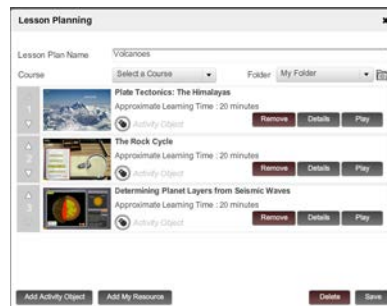 Lesson Planning
Lesson Plan Name
Volcanoes
Course
Select a Course
Folder
My Folder
1
Plate Tectonics: The Himalayas
Approximate Learning Time : 20 minutes
Activity Object
Remove
Details
Play
2
The Rock Cycle
Approximate Learning Time : 20 minutes
Activity Object
Remove
Details
Play
3
Determining Planet Layers from Seismic Waves
Approximate Learning Time : 20 minutes
Activity Object
Remove
Details
Play
Add Activity Object
Add My Resource
Delete
Save